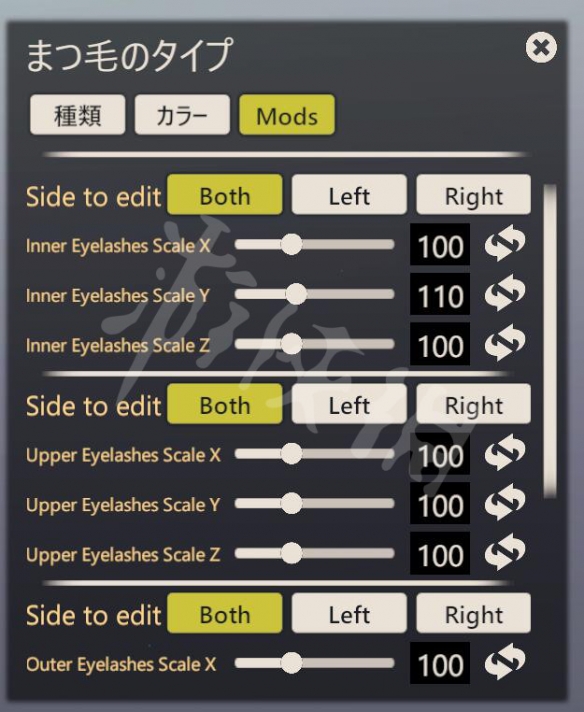 まつ毛のタイプ
種類 カラー Mods
Side to edit Both Left Right
Inner Eyelashes Scale X 100
Inner Eyelashes Scale Y 110
Inner Eyelashes Scale Z 100
Side to edit Both Left Right
Upper Eyelashes Scale X 100
Upper Eyelashes Scale Y 100
Upper Eyelashes Scale Z 100
Side to edit Both Left Right
Outer Eyelashes Scale X 100